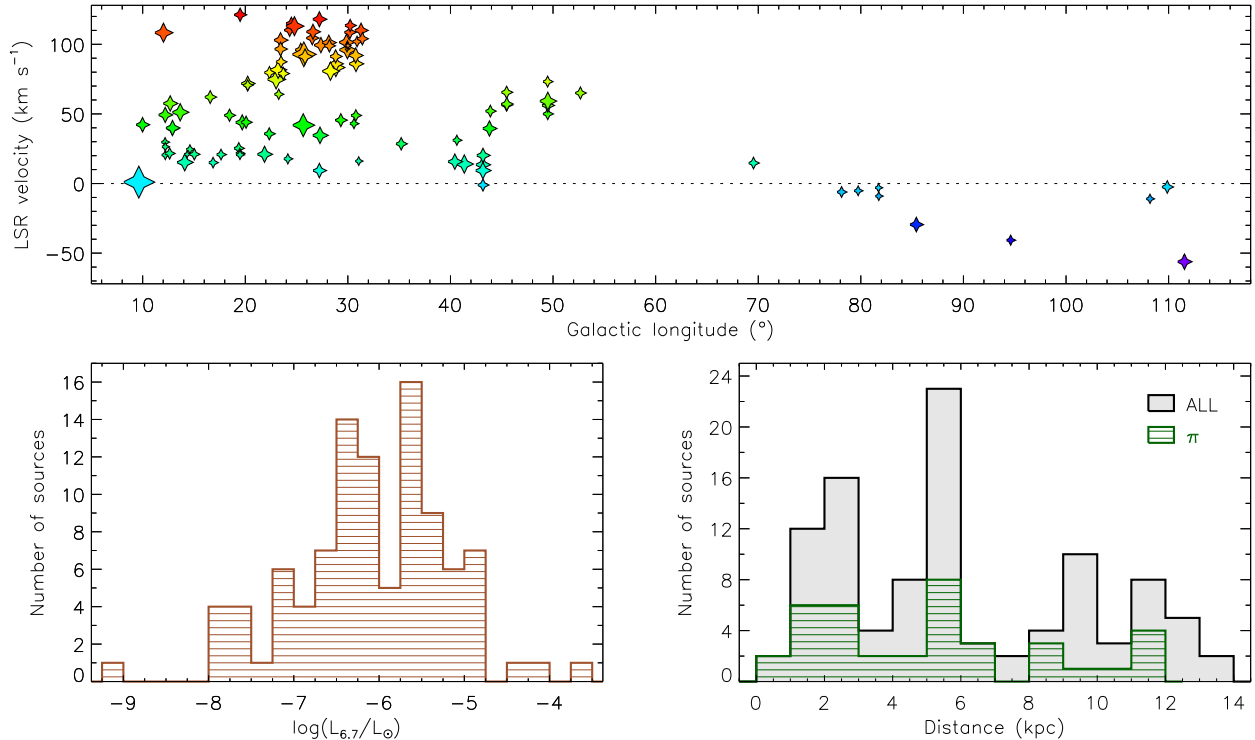 LSR velocity (km s⁻¹)
100
50
0
−50
10 20 30 40 50 60 70 80 90 100 110
Galactic longitude (°)
Number of sources
16
14
12
10
8
6
4
2
0
−9 −8 −7 −6 −5 −4
log(L₆.₇/L☉)
Number of sources
24
20
16
12
8
4
0
ALL
π
0 2 4 6 8 10 12 14
Distance (kpc)